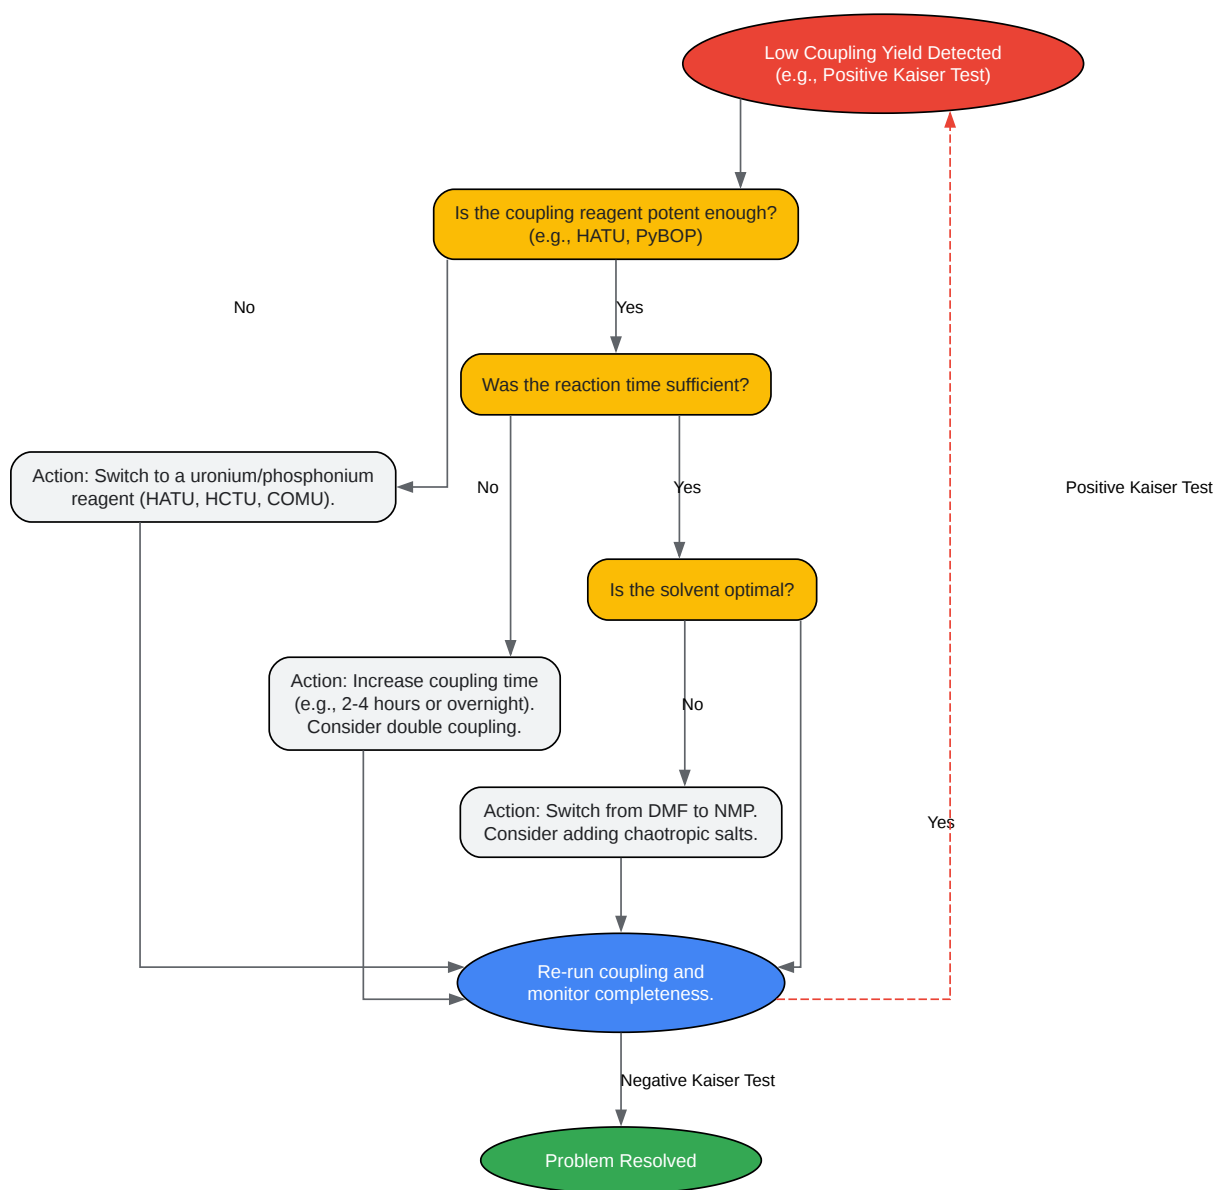 Low Coupling Yield Detected
(e.g., Positive Kaiser Test)
Is the coupling reagent potent enough?
(e.g., HATU, PyBOP)
No
Yes
Was the reaction time sufficient?
Action: Switch to a uronium/phosphonium
reagent (HATU, HCTU, COMU).
No
Yes
Positive Kaiser Test
Is the solvent optimal?
Action: Increase coupling time
(e.g., 2-4 hours or overnight).
Consider double coupling.
No
Action: Switch from DMF to NMP.
Consider adding chaotropic salts.
Yes
Re-run coupling and
monitor completeness.
Negative Kaiser Test
Problem Resolved